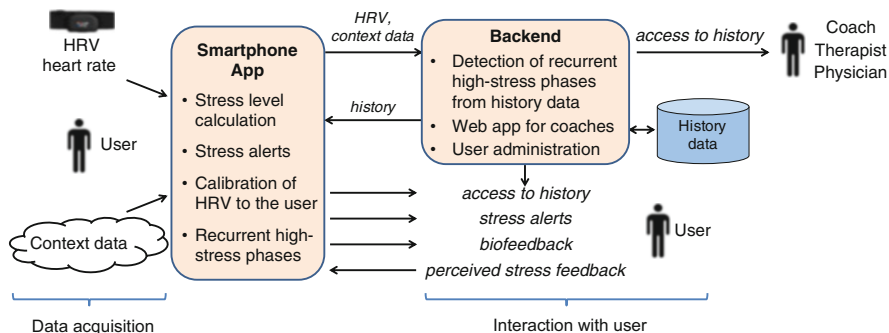 HRV
heart rate
User
Context data
Data acquisition
Smartphone
App
• Stress level
calculation
• Stress alerts
• Calibration of
HRV to the user
• Recurrent high-
stress phases
HRV,
context data
history
Backend
• Detection of recurrent
high-stress phases
from history data
• Web app for coaches
• User administration
access to history
Coach
Therapist
Physician
History
data
access to history
stress alerts
biofeedback
perceived stress feedback
User
Interaction with user